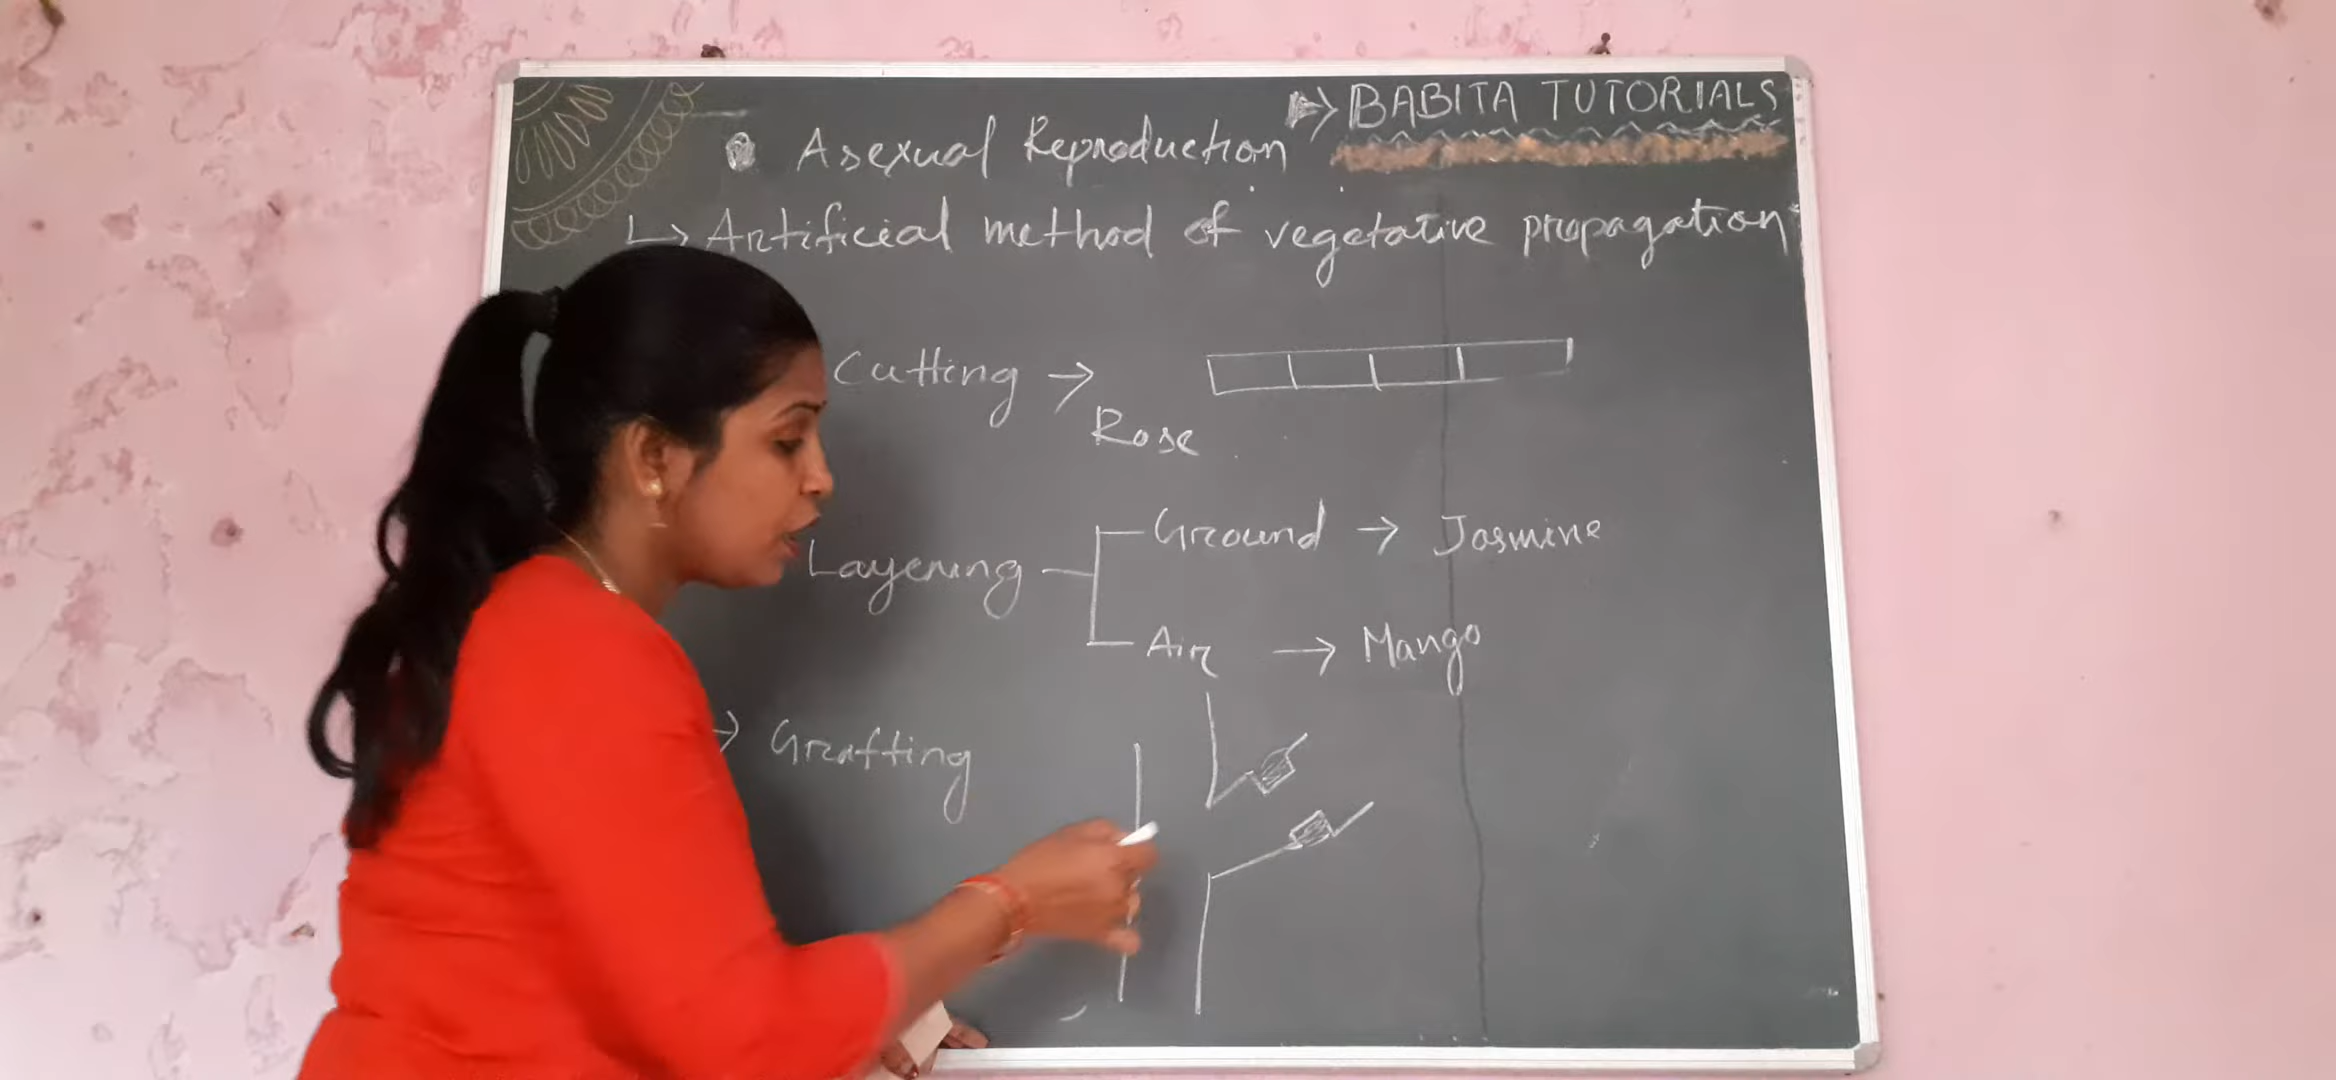 → BABITA TUTORIALS
Asexual Reproduction
↳ Artificial method of vegetative propagation
Cutting →
Rose
Layering
Ground → Jasmine
Air → Mango
→ Grafting